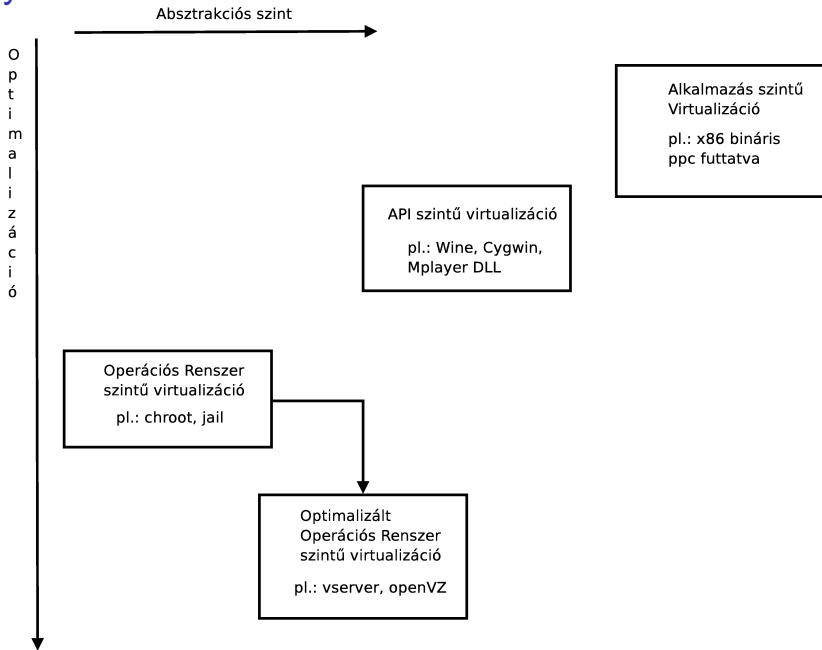 Absztrakciós szint
Optimalizáció
Alkalmazás szintű
Virtualizáció
pl.: x86 bináris
ppc futtatva
API szintű virtualizáció
pl.: Wine, Cygwin,
Mplayer DLL
Operációs Renszer
szintű virtualizáció
pl.: chroot, jail
Optimalizált
Operációs Renszer
szintű virtualizáció
pl.: vserver, openVZ